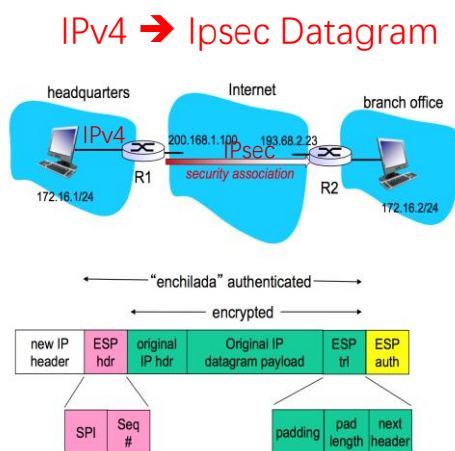 IPv4 ➔ Ipsec Datagram
headquarters
Internet
branch office
IPv4
200.168.1.100
193.68.2.23
IPsec
R1
security association
R2
172.16.1/24
172.16.2/24
“enchilada” authenticated
encrypted
new IP header
ESP hdr
original IP hdr
Original IP datagram payload
ESP trl
ESP auth
SPI
Seq #
padding
pad length
next header